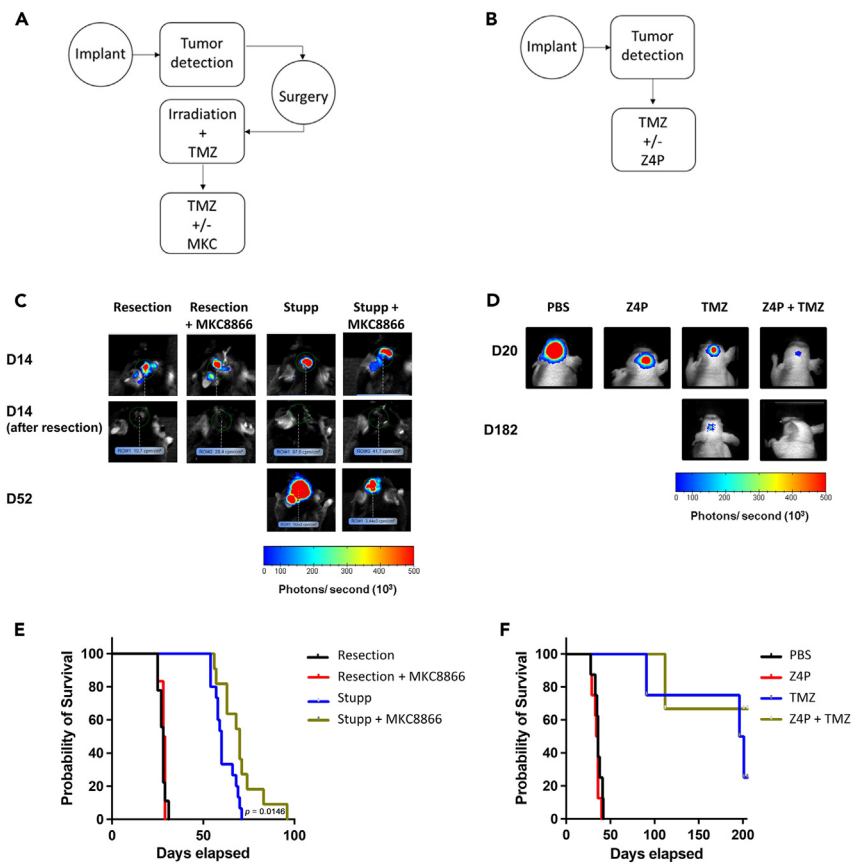 A
Implant
Tumor
detection
Surgery
Irradiation
+
TMZ
TMZ
+/-
MKC
B
Implant
Tumor
detection
TMZ
+/-
Z4P
C
Resection
Resection
+ MKC8866
Stupp
Stupp +
MKC8866
D14
D14
(after resection)
D52
0 100 200 300 400 500
Photons/ second (10³)
D
PBS
Z4P
TMZ
Z4P + TMZ
D20
D182
0 100 200 300 400 500
Photons/ second (10³)
E
Probability of Survival
100
80
60
40
20
0
0 50 100
Days elapsed
p = 0.0146
Resection
Resection + MKC8866
Stupp
Stupp + MKC8866
F
Probability of Survival
100
80
60
40
20
0
0 50 100 150 200
Days elapsed
PBS
Z4P
TMZ
Z4P + TMZ